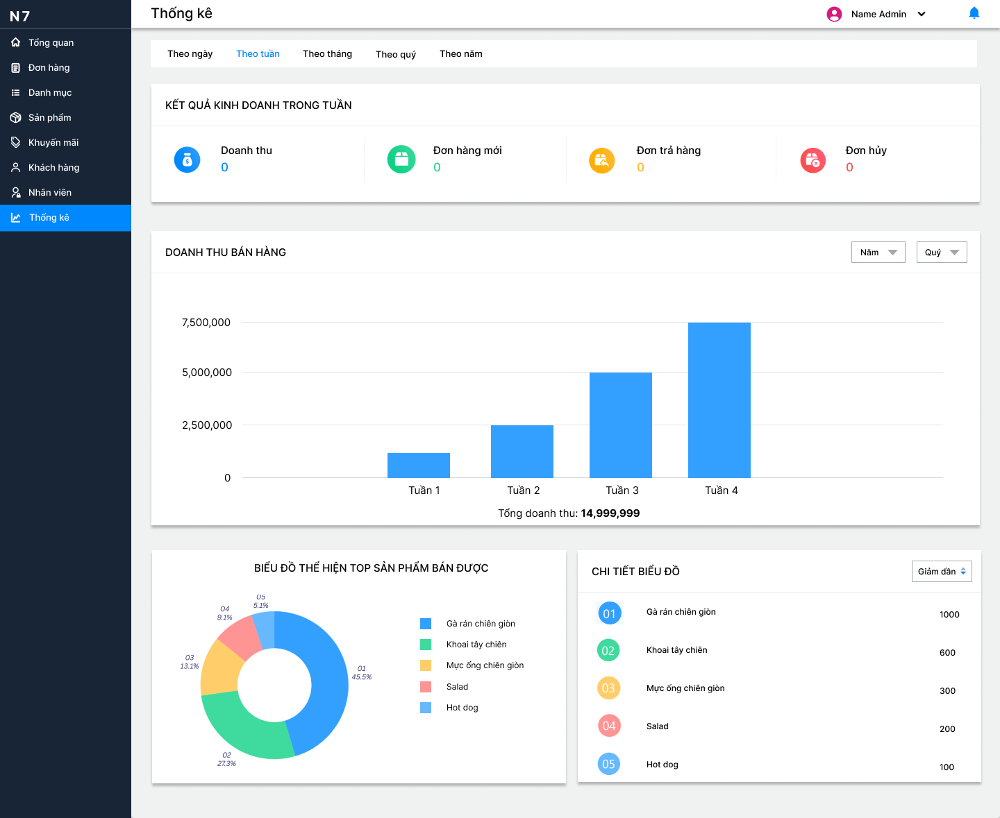 N7
Thống kê
Name Admin
Tổng quan
Đơn hàng
Danh mục
Sản phẩm
Khuyến mãi
Khách hàng
Nhân viên
Thống kê
Theo ngày
Theo tuần
Theo tháng
Theo quý
Theo năm
KẾT QUẢ KINH DOANH TRONG TUẦN
Doanh thu
0
Đơn hàng mới
0
Đơn trả hàng
0
Đơn hủy
0
DOANH THU BÁN HÀNG
Năm
Quý
7,500,000
5,000,000
2,500,000
0
Tuần 1
Tuần 2
Tuần 3
Tuần 4
Tổng doanh thu: 14,999,999
BIỂU ĐỒ THỂ HIỆN TOP SẢN PHẨM BÁN ĐƯỢC
05
5.1%
04
9.1%
03
13.1%
01
45.5%
02
27.3%
Gà rán chiên giòn
Khoai tây chiên
Mực ống chiên giòn
Salad
Hot dog
CHI TIẾT BIỂU ĐỒ
Giảm dần
01 Gà rán chiên giòn 1000
02 Khoai tây chiên 600
03 Mực ống chiên giòn 300
04 Salad 200
05 Hot dog 100